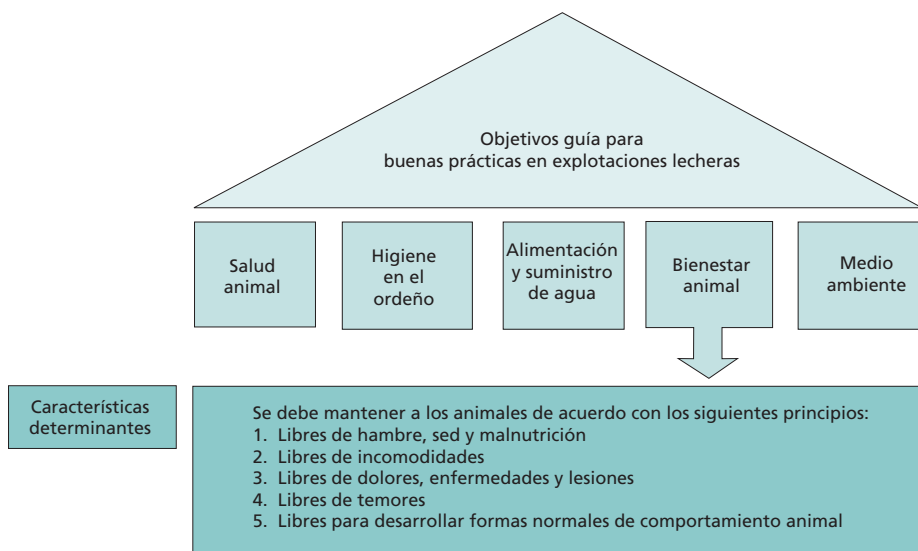 Objetivos guía para
buenas prácticas en explotaciones lecheras
Salud
animal
Higiene
en el
ordeño
Alimentación
y suministro
de agua
Bienestar
animal
Medio
ambiente
Características
determinantes
Se debe mantener a los animales de acuerdo con los siguientes principios:
1. Libres de hambre, sed y malnutrición
2. Libres de incomodidades
3. Libres de dolores, enfermedades y lesiones
4. Libres de temores
5. Libres para desarrollar formas normales de comportamiento animal